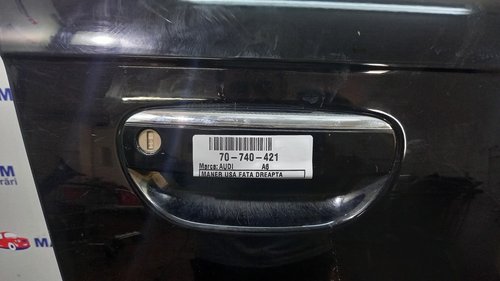 70-740-421
Marca: AUDI A6
MANER USA FATA DREAPTA